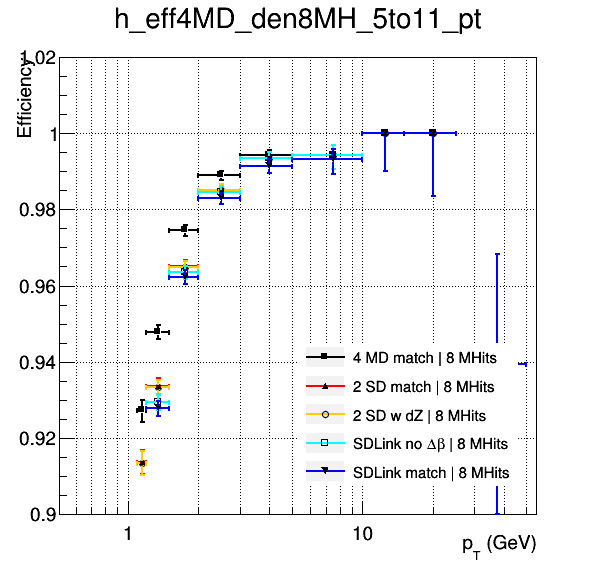 h_eff4MD_den8MH_5to11_pt
Efficiency
1.02
1
0.98
0.96
0.94
0.92
0.9
4 MD match | 8 MHits
2 SD match | 8 MHits
2 SD w dZ | 8 MHits
SDLink no Δβ | 8 MHits
SDLink match | 8 MHits
1
10
p_T (GeV)